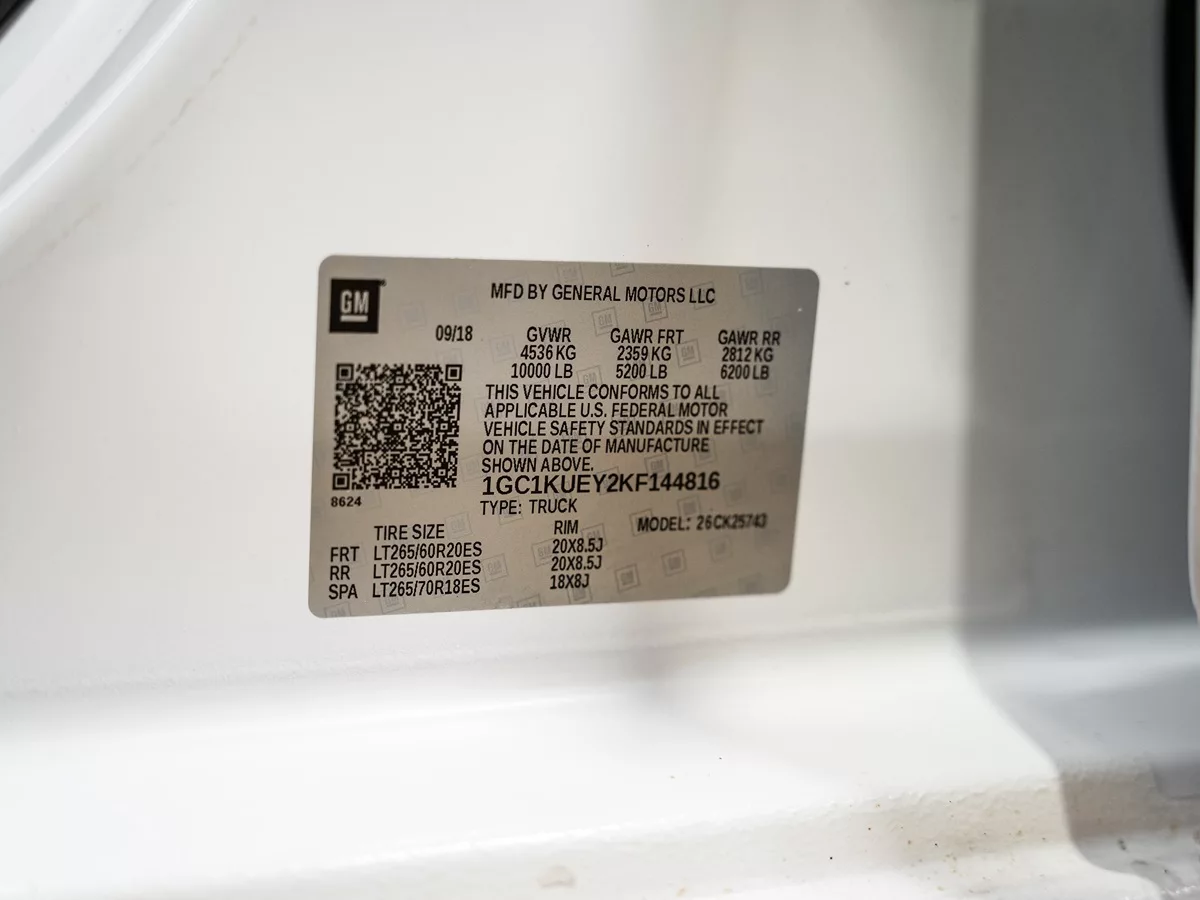 GM
MFD BY GENERAL MOTORS LLC
09/18 GVWR GAWR FRT GAWR RR
4536 KG 2359 KG 2812 KG
10000 LB 5200 LB 6200 LB
THIS VEHICLE CONFORMS TO ALL
APPLICABLE U.S. FEDERAL MOTOR
VEHICLE SAFETY STANDARDS IN EFFECT
ON THE DATE OF MANUFACTURE
SHOWN ABOVE.
8624
1GC1KUEY2KF144816
TYPE: TRUCK
TIRE SIZE RIM MODEL: 26CK25743
FRT LT265/60R20ES 20X8.5J
RR LT265/60R20ES 20X8.5J
SPA LT265/70R18ES 18X8J